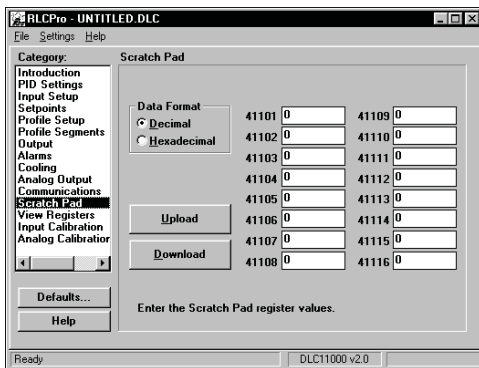 RLCPro - UNTITLED.DLC
File Settings Help
Category:
Introduction
PID Settings
Input Setup
Setpoints
Profile Setup
Profile Segments
Output
Alarms
Cooling
Analog Output
Communications
Scratch Pad
View Registers
Input Calibration
Analog Calibration
Defaults...
Help
Scratch Pad
Data Format
Decimal
Hexadecimal
Upload
Download
41101 0
41102 0
41103 0
41104 0
41105 0
41106 0
41107 0
41108 0
41109 0
41110 0
41111 0
41112 0
41113 0
41114 0
41115 0
41116 0
Enter the Scratch Pad register values.
Ready
DLC11000 v2.0